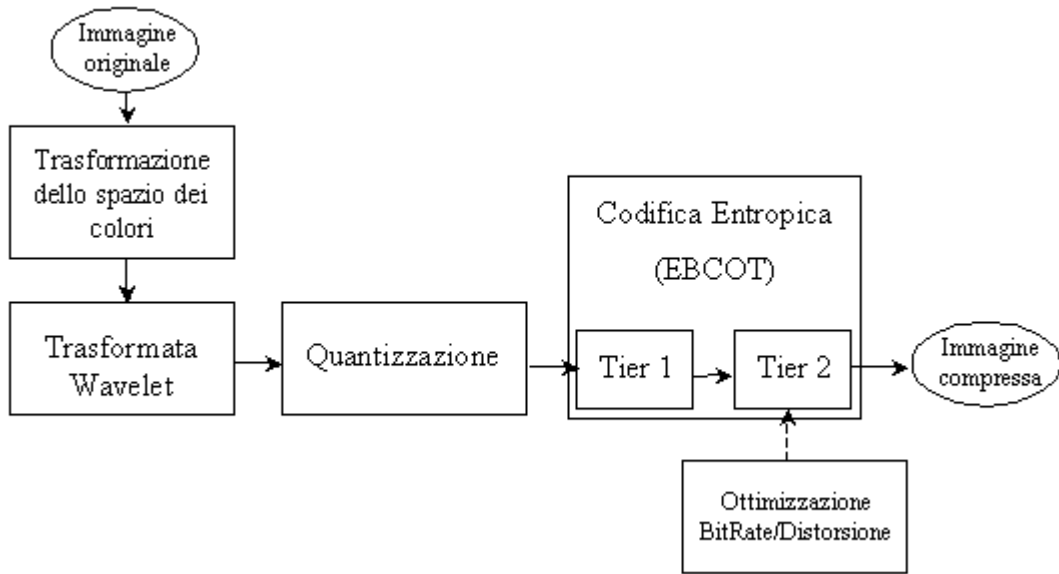 Immagine
originale
Trasformazione
dello spazio dei
colori
Trasformata
Wavelet
Quantizzazione
Codifica Entropica
(EBCOT)
Tier 1
Tier 2
Immagine
compressa
Ottimizzazione
BitRate/Distorsione